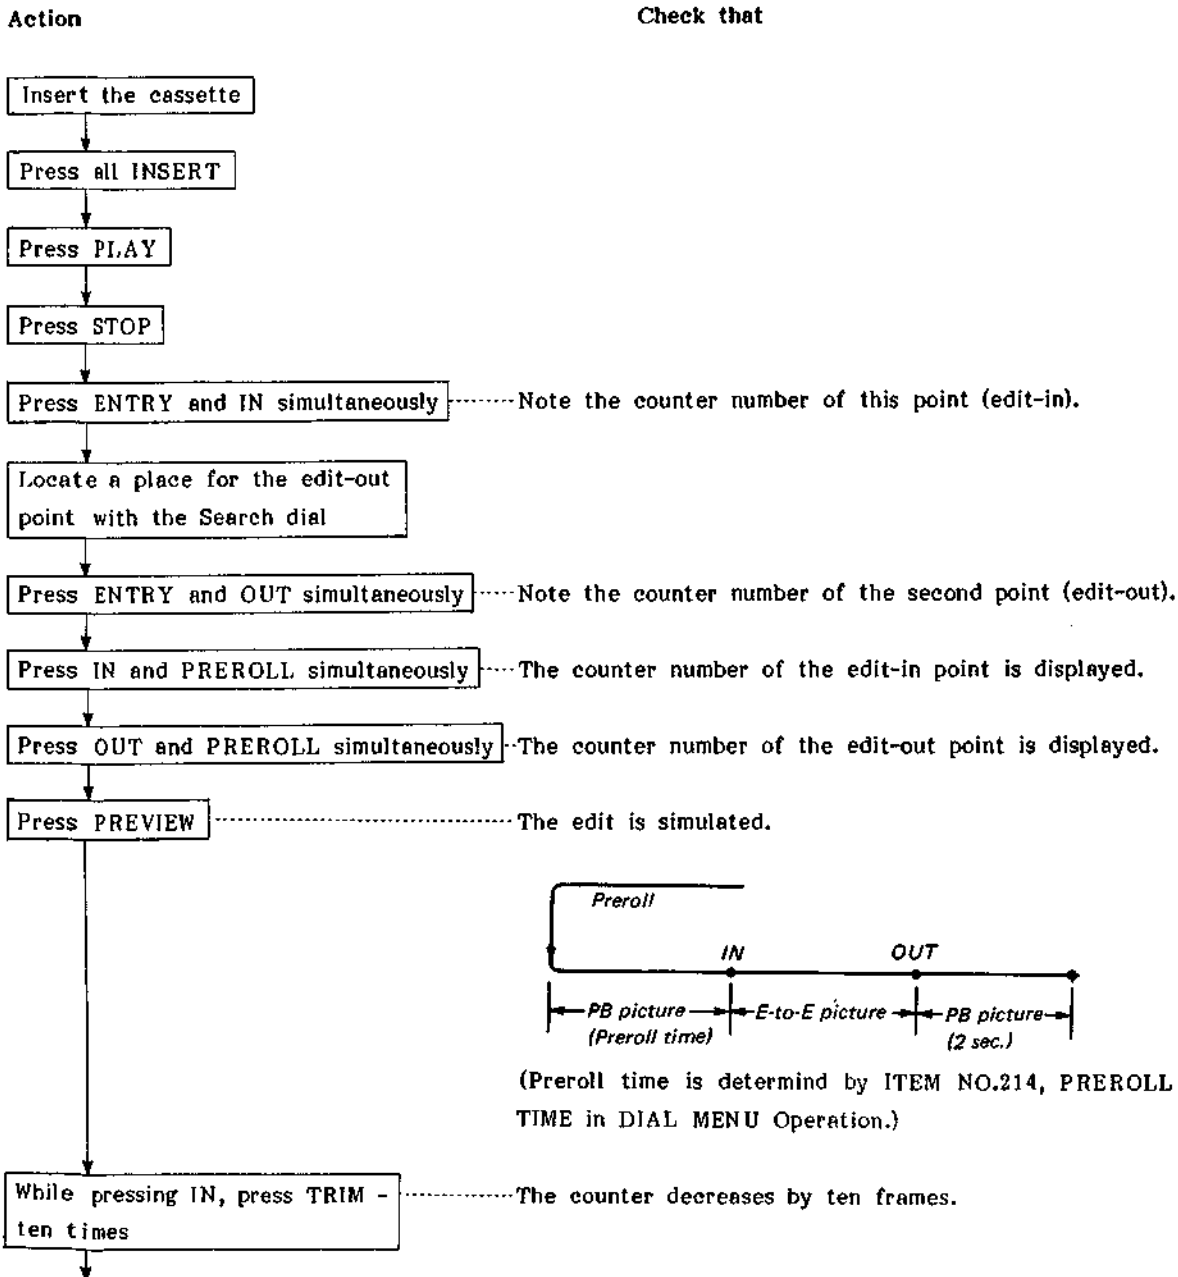 Action
Check that
Insert the cassette
Press all INSERT
Press PLAY
Press STOP
Press ENTRY and IN simultaneously
Note the counter number of this point (edit-in).
Locate a place for the edit-out
point with the Search dial
Press ENTRY and OUT simultaneously
Note the counter number of the second point (edit-out).
Press IN and PREROLL simultaneously
The counter number of the edit-in point is displayed.
Press OUT and PREROLL simultaneously
The counter number of the edit-out point is displayed.
Press PREVIEW
The edit is simulated.
Preroll
IN
OUT
PB picture
(Preroll time)
E-to-E picture
PB picture
(2 sec.)
(Preroll time is determind by ITEM NO.214, PREROLL
TIME in DIAL MENU Operation.)
While pressing IN, press TRIM -
ten times
The counter decreases by ten frames.